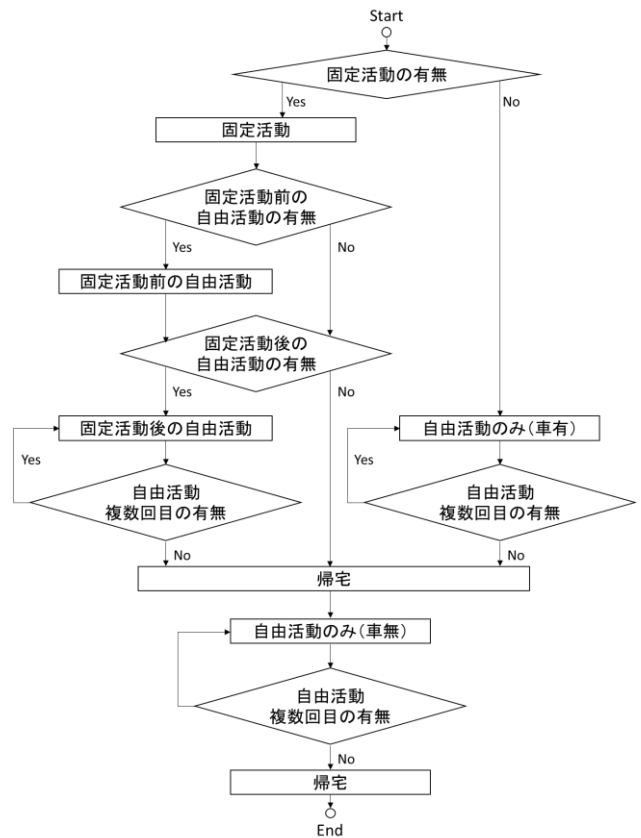 Start
固定活動の有無
Yes
No
固定活動
固定活動前の
自由活動の有無
Yes
No
固定活動前の自由活動
固定活動後の
自由活動の有無
Yes
No
固定活動後の自由活動
自由活動のみ(車有)
Yes
Yes
自由活動
複数回目の有無
自由活動
複数回目の有無
No
No
帰宅
自由活動のみ(車無)
自由活動
複数回目の有無
No
帰宅
End